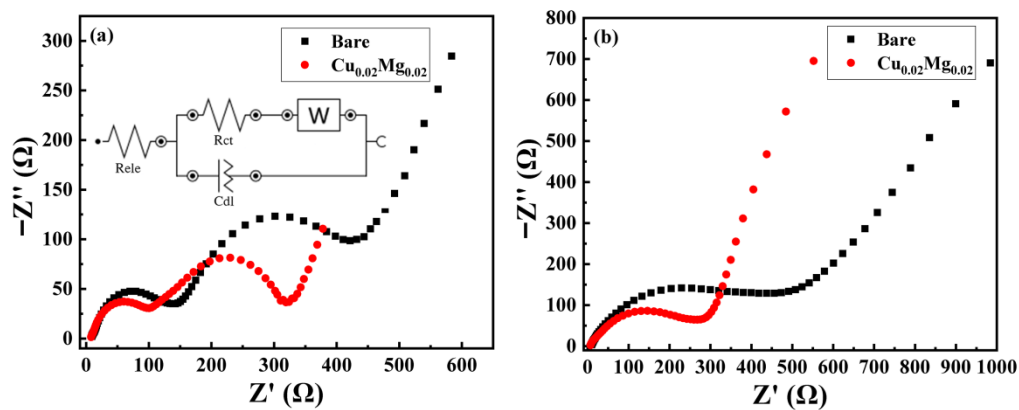 (a)
Bare
Cu0.02Mg0.02
Rele
Rct
W
Cdl
−Z'' (Ω)
300
250
200
150
100
50
0
0 100 200 300 400 500 600
Z' (Ω)
(b)
Bare
Cu0.02Mg0.02
−Z'' (Ω)
800
700
600
500
400
300
200
100
0
0 100 200 300 400 500 600 700 800 900 1000
Z' (Ω)